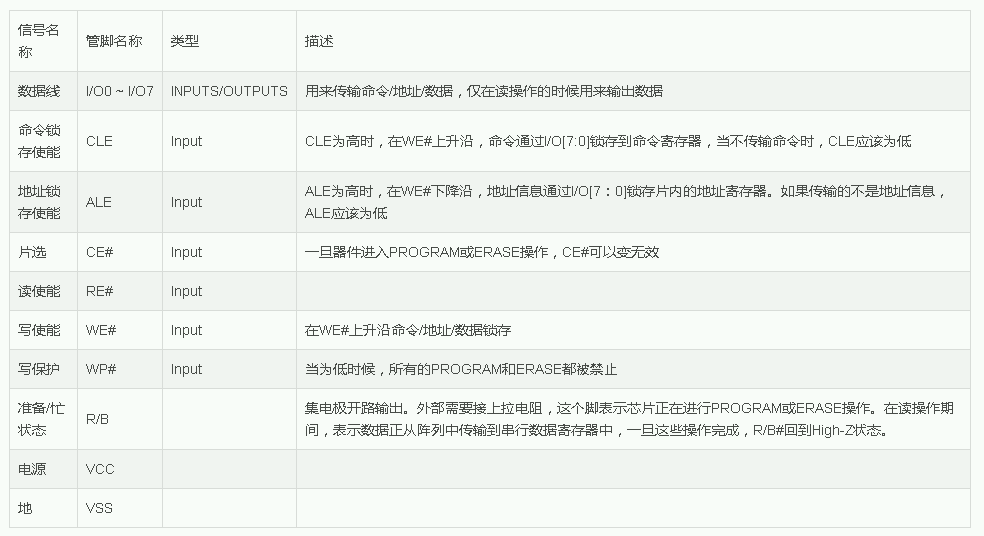 信号名
称
管脚名称
类型
描述
数据线
I/O0 ~ I/O7
INPUTS/OUTPUTS
用来传输命令/地址/数据，仅在读操作的时候用来输出数据
命令锁
存使能
CLE
Input
CLE为高时，在WE#上升沿，命令通过I/O[7:0]锁存到命令寄存器，当不传输命令时，CLE应该为低
地址锁
存使能
ALE
Input
ALE为高时，在WE#下降沿，地址信息通过I/O[7：0]锁存片内的地址寄存器。如果传输的不是地址信息，
ALE应该为低
片选
CE#
Input
一旦器件进入PROGRAM或ERASE操作，CE#可以变无效
读使能
RE#
Input
写使能
WE#
Input
在WE#上升沿命令/地址/数据锁存
写保护
WP#
Input
当为低时候，所有的PROGRAM和ERASE都被禁止
准备/忙
状态
R/B
集电极开路输出。外部需要接上拉电阻，这个脚表示芯片正在进行PROGRAM或ERASE操作。在读操作期
间，表示数据正从阵列中传输到串行数据寄存器中，一旦这些操作完成，R/B#回到High-Z状态。
电源
VCC
地
VSS